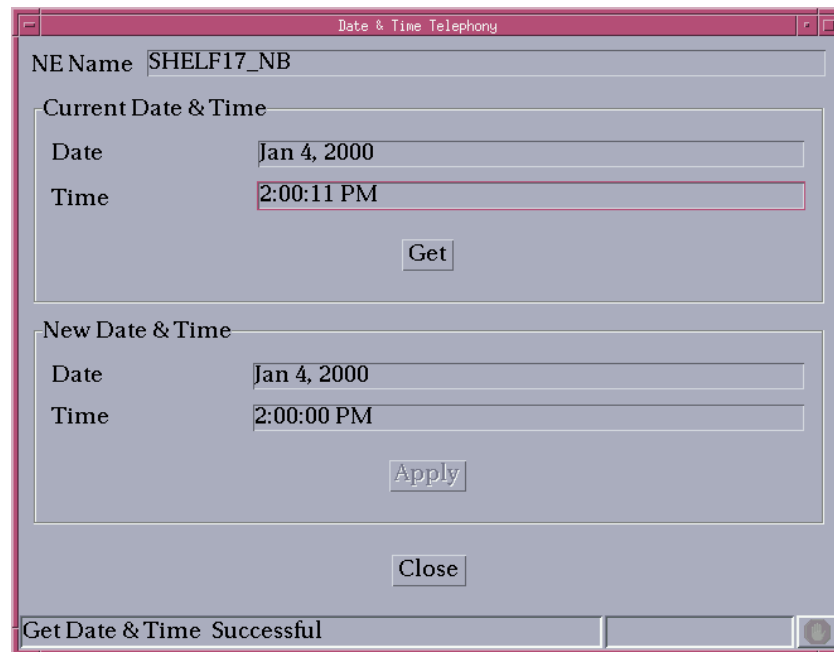 Date & Time Telephony
NE Name SHELF17_NB
Current Date & Time
Date Jan 4, 2000
Time 2:00:11 PM
Get
New Date & Time
Date Jan 4, 2000
Time 2:00:00 PM
Apply
Close
Get Date & Time Successful